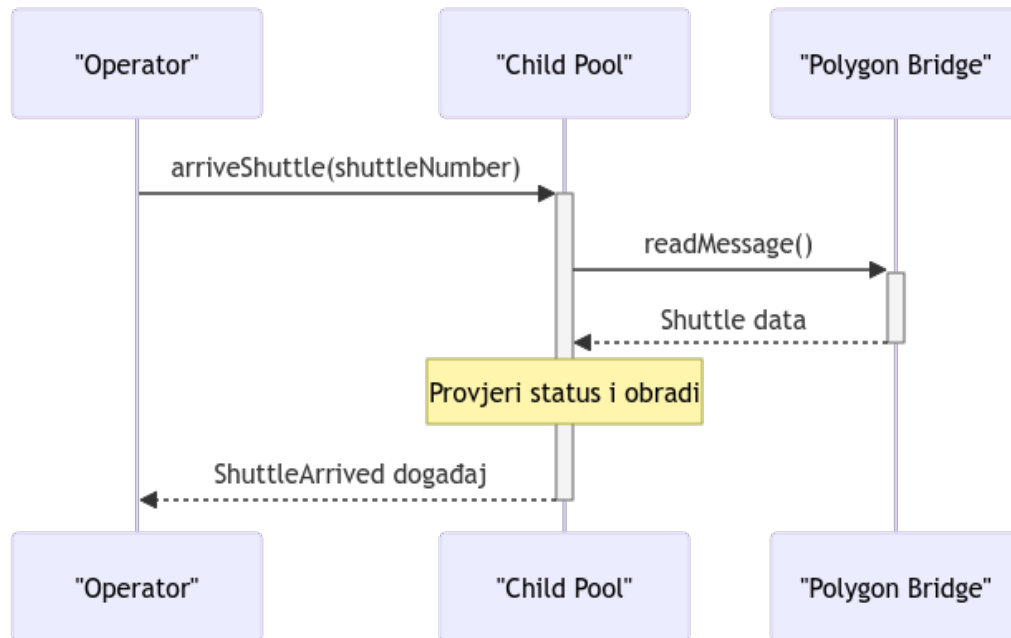 "Operator"
"Child Pool"
"Polygon Bridge"
arriveShuttle(shuttleNumber)
readMessage()
Shuttle data
Provjeri status i obradi
ShuttleArrived događaj
"Operator"
"Child Pool"
"Polygon Bridge"